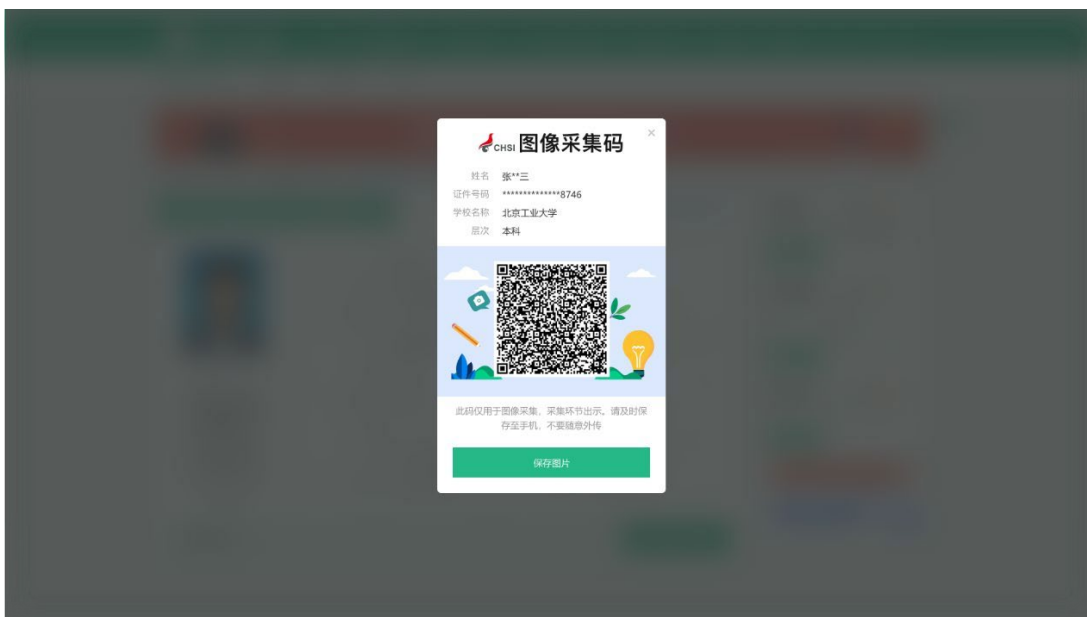 CHSI 图像采集码
×
姓名 张**三
证件号码 **************8746
学校名称 北京工业大学
层次 本科
此码仅用于图像采集、采集环节出示。请及时保
存至手机、不要随意外传
保存图片